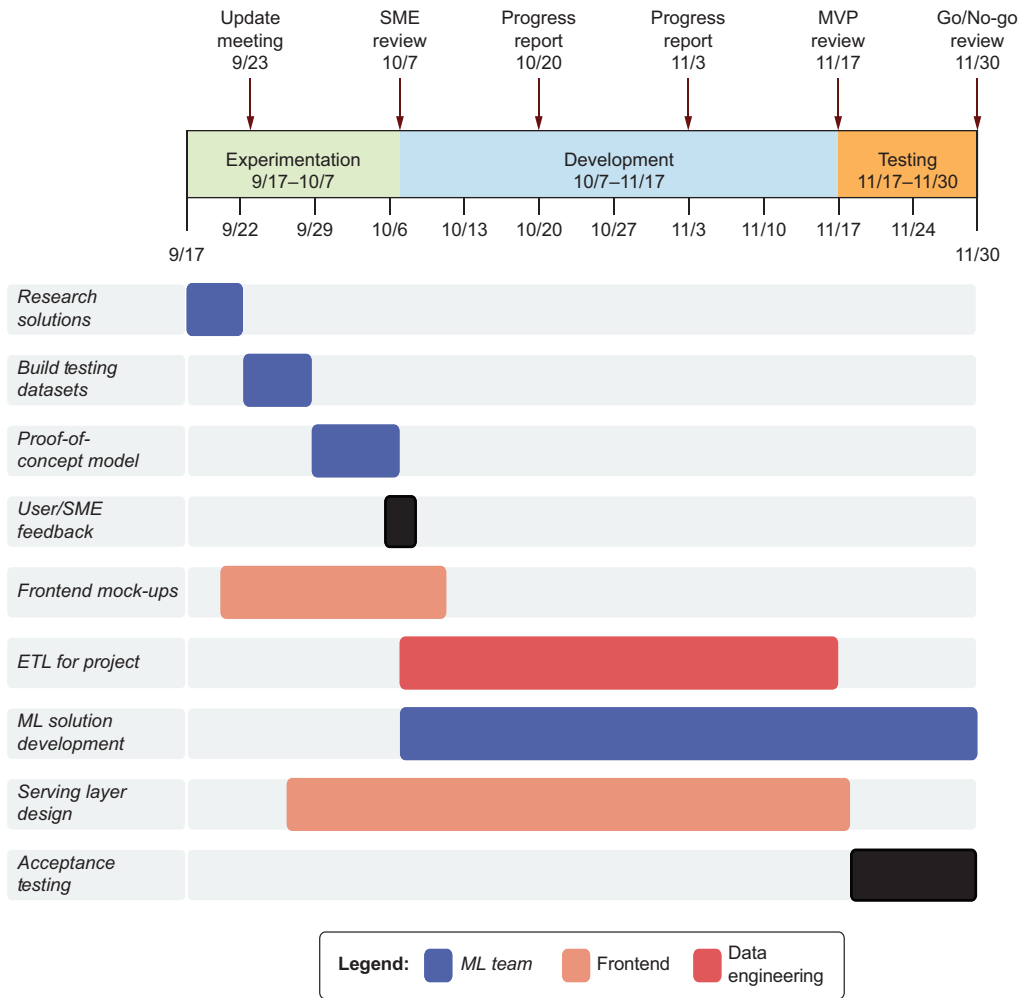 Update
meeting
9/23
SME
review
10/7
Progress
report
10/20
Progress
report
11/3
MVP
review
11/17
Go/No-go
review
11/30
Experimentation
9/17–10/7
Development
10/7–11/17
Testing
11/17–11/30
9/17
9/22
9/29
10/6
10/13
10/20
10/27
11/3
11/10
11/17
11/24
11/30
Research
solutions
Build testing
datasets
Proof-of-
concept model
User/SME
feedback
Frontend mock-ups
ETL for project
ML solution
development
Serving layer
design
Acceptance
testing
Legend:
ML team
Frontend
Data
engineering